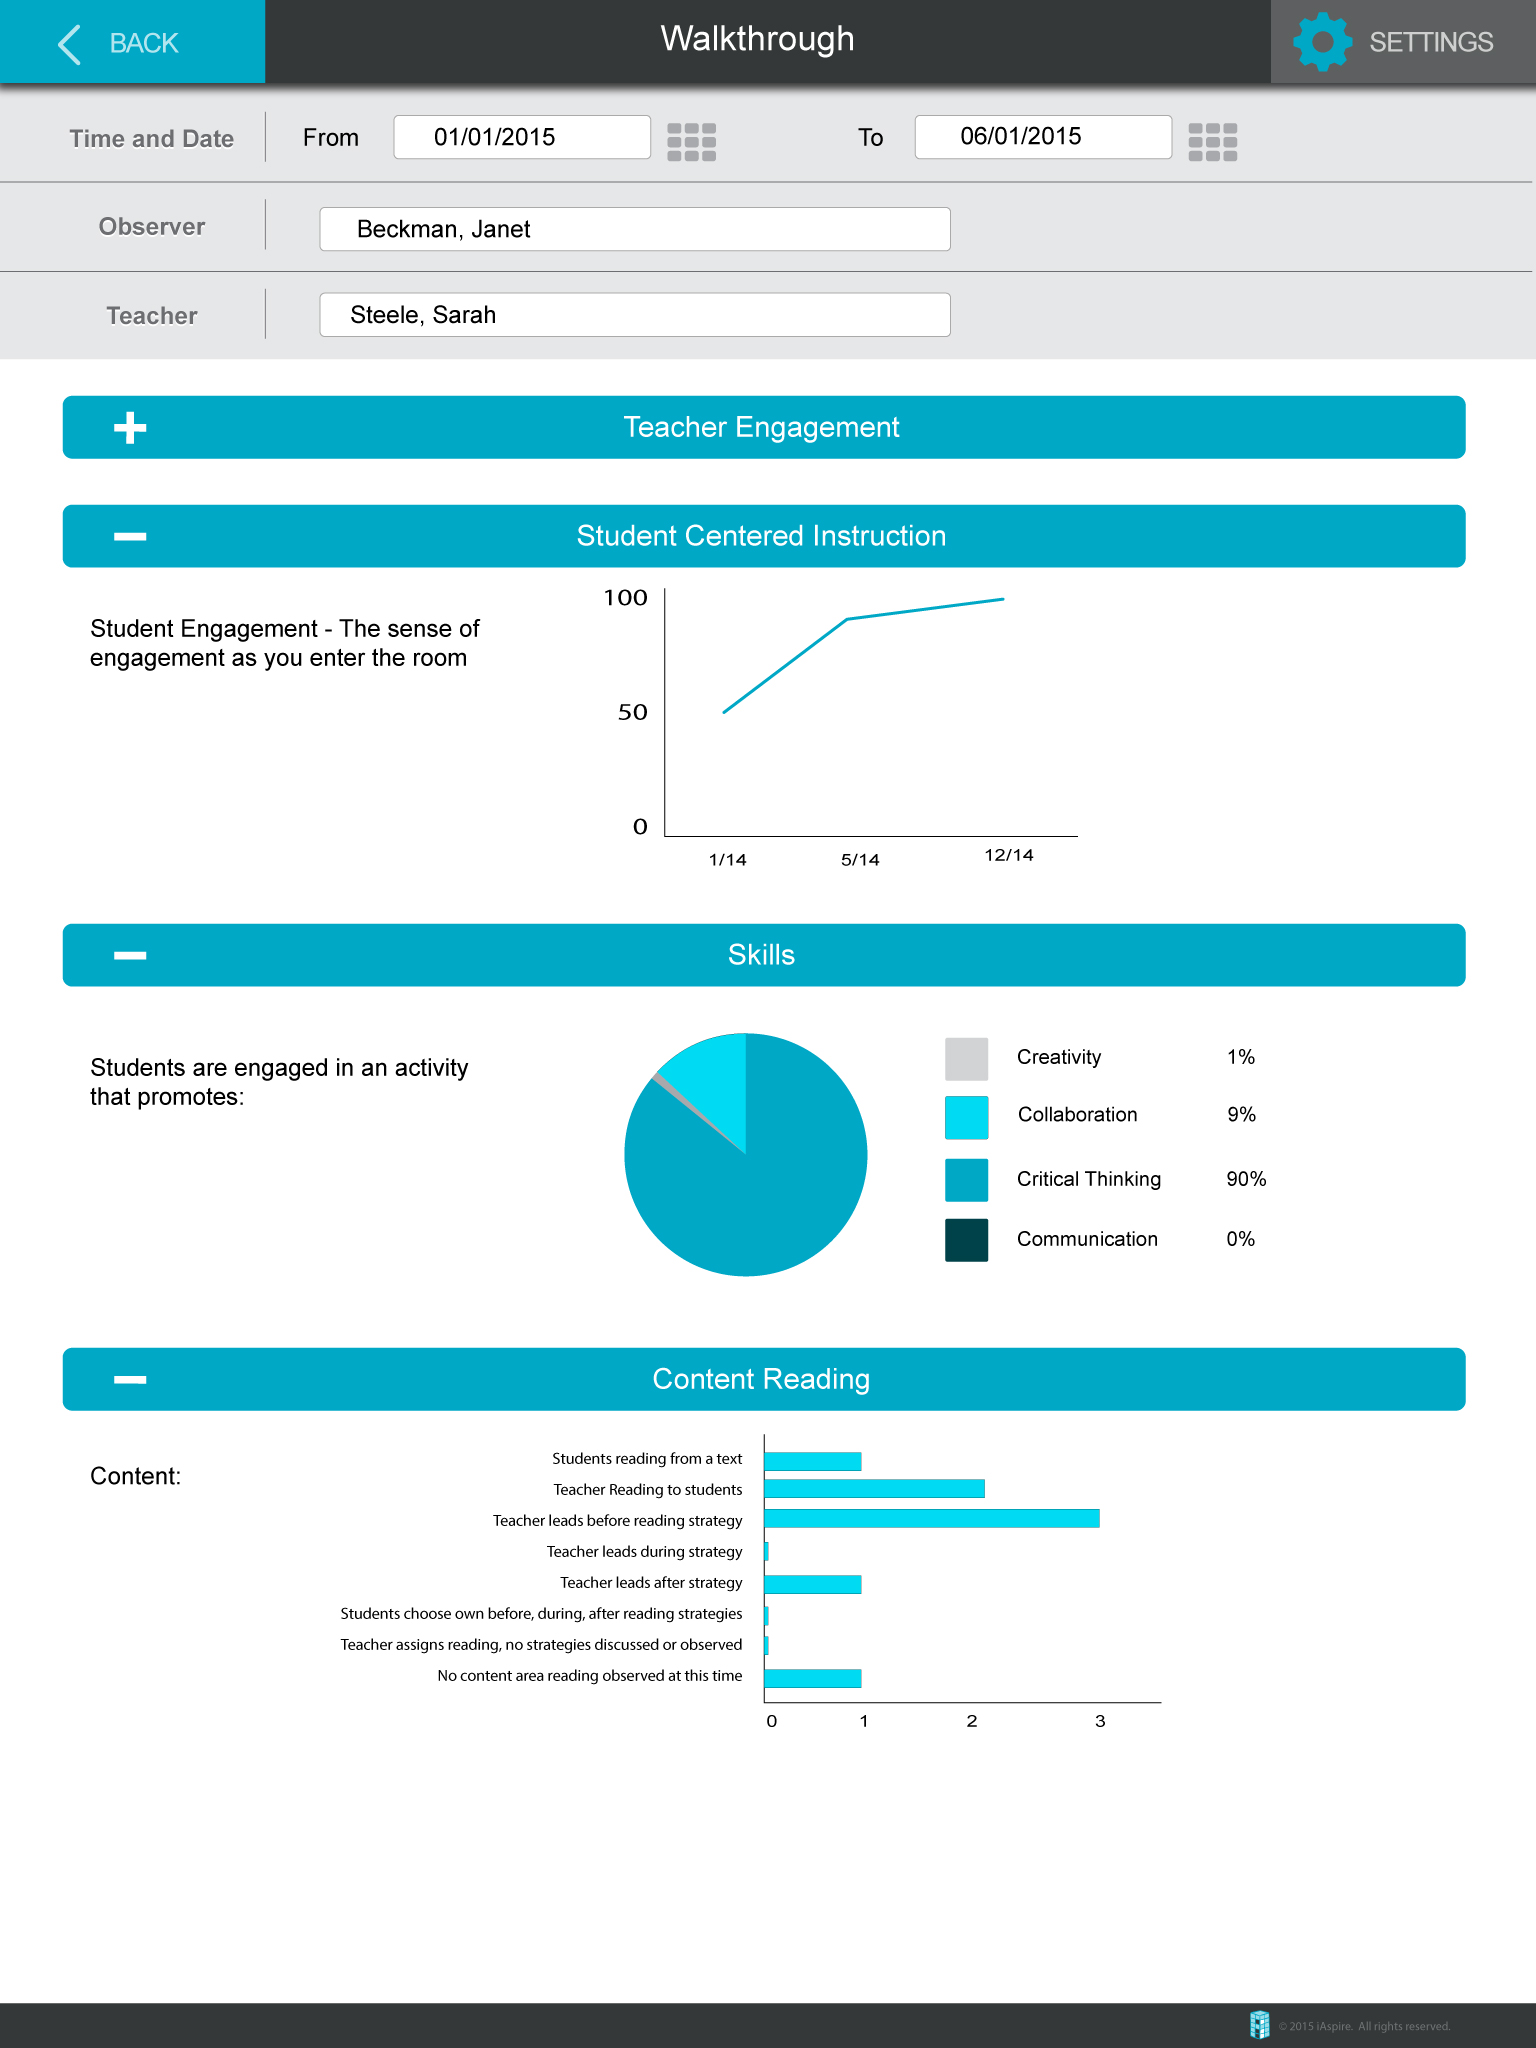 BACK
Walkthrough
SETTINGS
Time and Date
From
01/01/2015
To
06/01/2015
Observer
Beckman, Janet
Teacher
Steele, Sarah
Teacher Engagement
Student Centered Instruction
Student Engagement - The sense of
engagement as you enter the room
100
50
0
1/14
5/14
12/14
Skills
Students are engaged in an activity
that promotes:
Creativity 1%
Collaboration 9%
Critical Thinking 90%
Communication 0%
Content Reading
Content:
Students reading from a text
Teacher Reading to students
Teacher leads before reading strategy
Teacher leads during strategy
Teacher leads after strategy
Students choose own before, during, after reading strategies
Teacher assigns reading, no strategies discussed or observed
No content area reading observed at this time
0 1 2 3
© 2015 iAspire. All rights reserved.